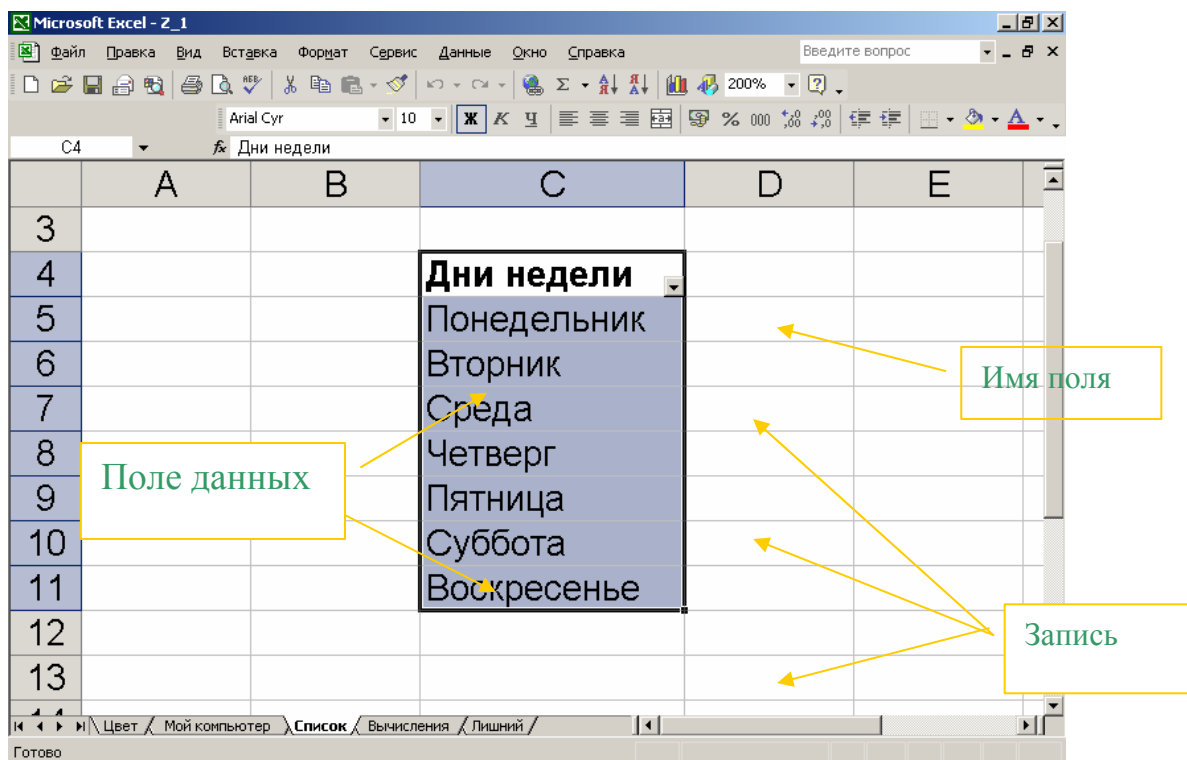 Microsoft Excel - Z_1
Файл Правка Вид Вставка Формат Сервис Данные Окно Справка Введите вопрос
200%
Arial Cyr 10 Ж К Ч % 000
C4 fx Дни недели
A B C D E
3
4 Дни недели
5 Понедельник
6 Вторник
Имя поля
7 Среда
8 Четверг
Поле данных
9 Пятница
10 Суббота
11 Воскресенье
12
Запись
13
Цвет Мой компьютер Список Вычисления Лишний
Готово